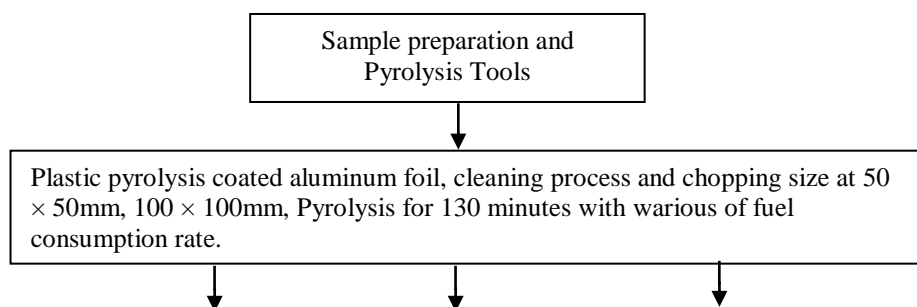 Sample preparation and
Pyrolysis Tools
Plastic pyrolysis coated aluminum foil, cleaning process and chopping size at 50
× 50mm, 100 × 100mm, Pyrolysis for 130 minutes with warious of fuel
consumption rate.